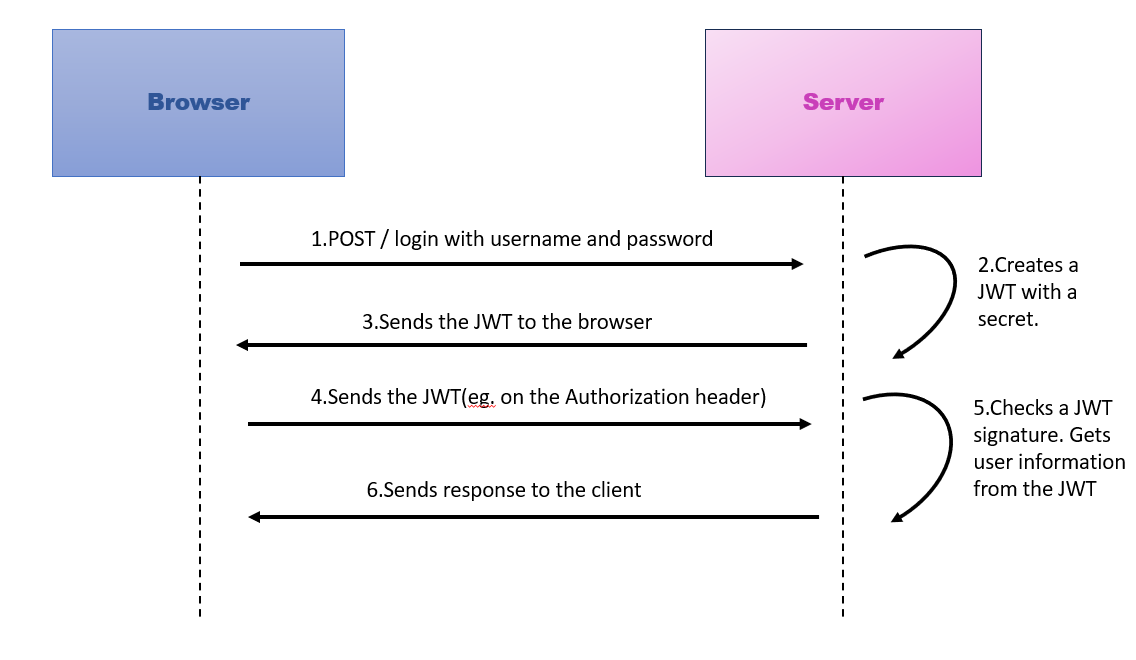 Browser
Server
1.POST / login with username and password
2.Creates a
JWT with a
secret.
3.Sends the JWT to the browser
4.Sends the JWT(eg. on the Authorization header)
5.Checks a JWT
signature. Gets
user information
from the JWT
6.Sends response to the client